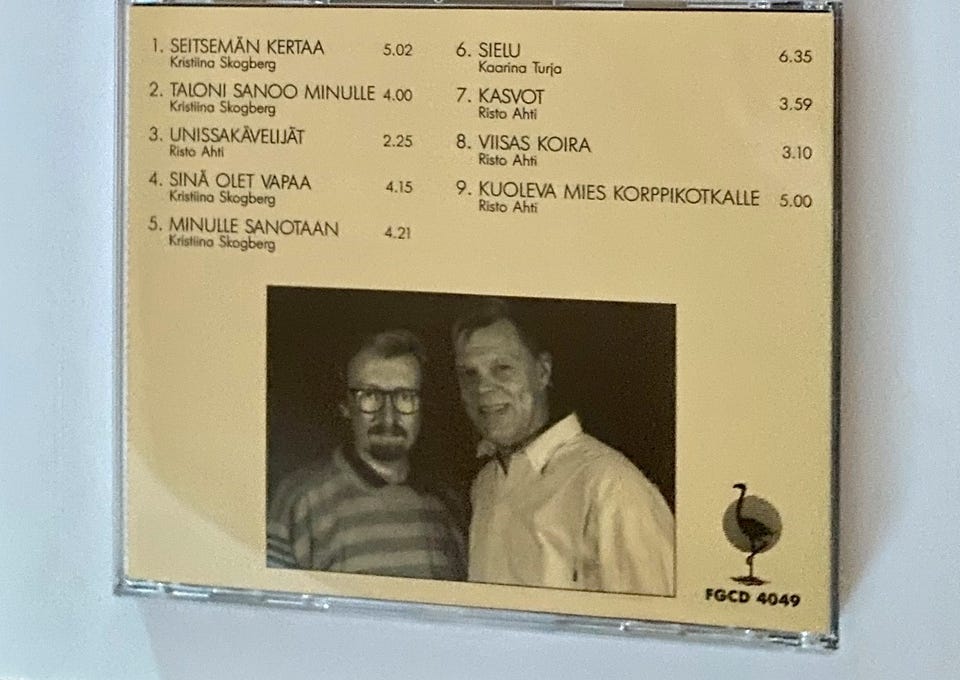 1. SEITSEMÄN KERTAA 5.02
Kristiina Skogberg
2. TALONI SANOO MINULLE 4.00
Kristiina Skogberg
3. UNISSAKÄVELIJÄT 2.25
Risto Ahti
4. SINÄ OLET VAPAA 4.15
Kristiina Skogberg
5. MINULLE SANOTAAN 4.21
Kristiina Skogberg
6. SIELU 6.35
Kaarina Turja
7. KASVOT 3.59
Risto Ahti
8. VIISAS KOIRA 3.10
Risto Ahti
9. KUOLEVA MIES KORPPIKOTKALLE 5.00
Risto Ahti
FGCD 4049